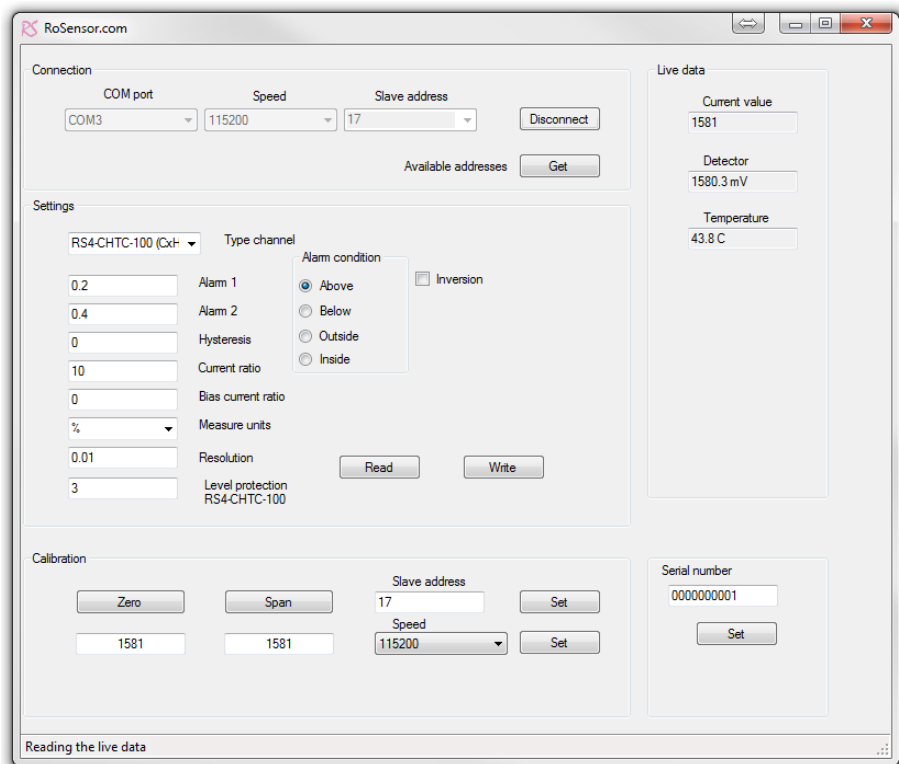 RoSensor.com
Connection
COM port Speed Slave address
COM3 115200 17 Disconnect
Available addresses Get
Settings
RS4-CHTC-100 (CxH Type channel
Alarm condition
0.2 Alarm 1 Above Inversion
0.4 Alarm 2 Below
0 Hysteresis Outside
10 Current ratio Inside
0 Bias current ratio
% Measure units
0.01 Resolution Read Write
3 Level protection
RS4-CHTC-100
Live data
Current value
1581
Detector
1580.3 mV
Temperature
43.8 C
Calibration
Slave address
Zero Span 17 Set
Speed
1581 1581 115200 Set
Serial number
0000000001
Set
Reading the live data